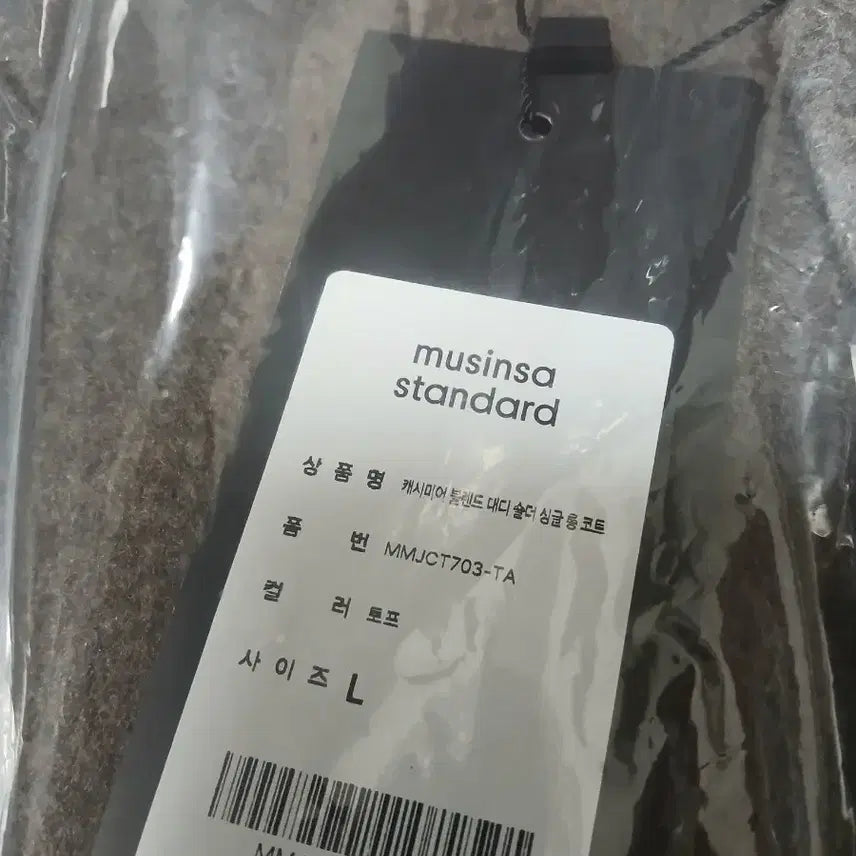 musinsa
standard
상 품 명 캐시미어 블렌드 대디 숄더 싱글 롱 코트
품 번 MMJCT703-TA
컬 러 토프
사 이 즈 L